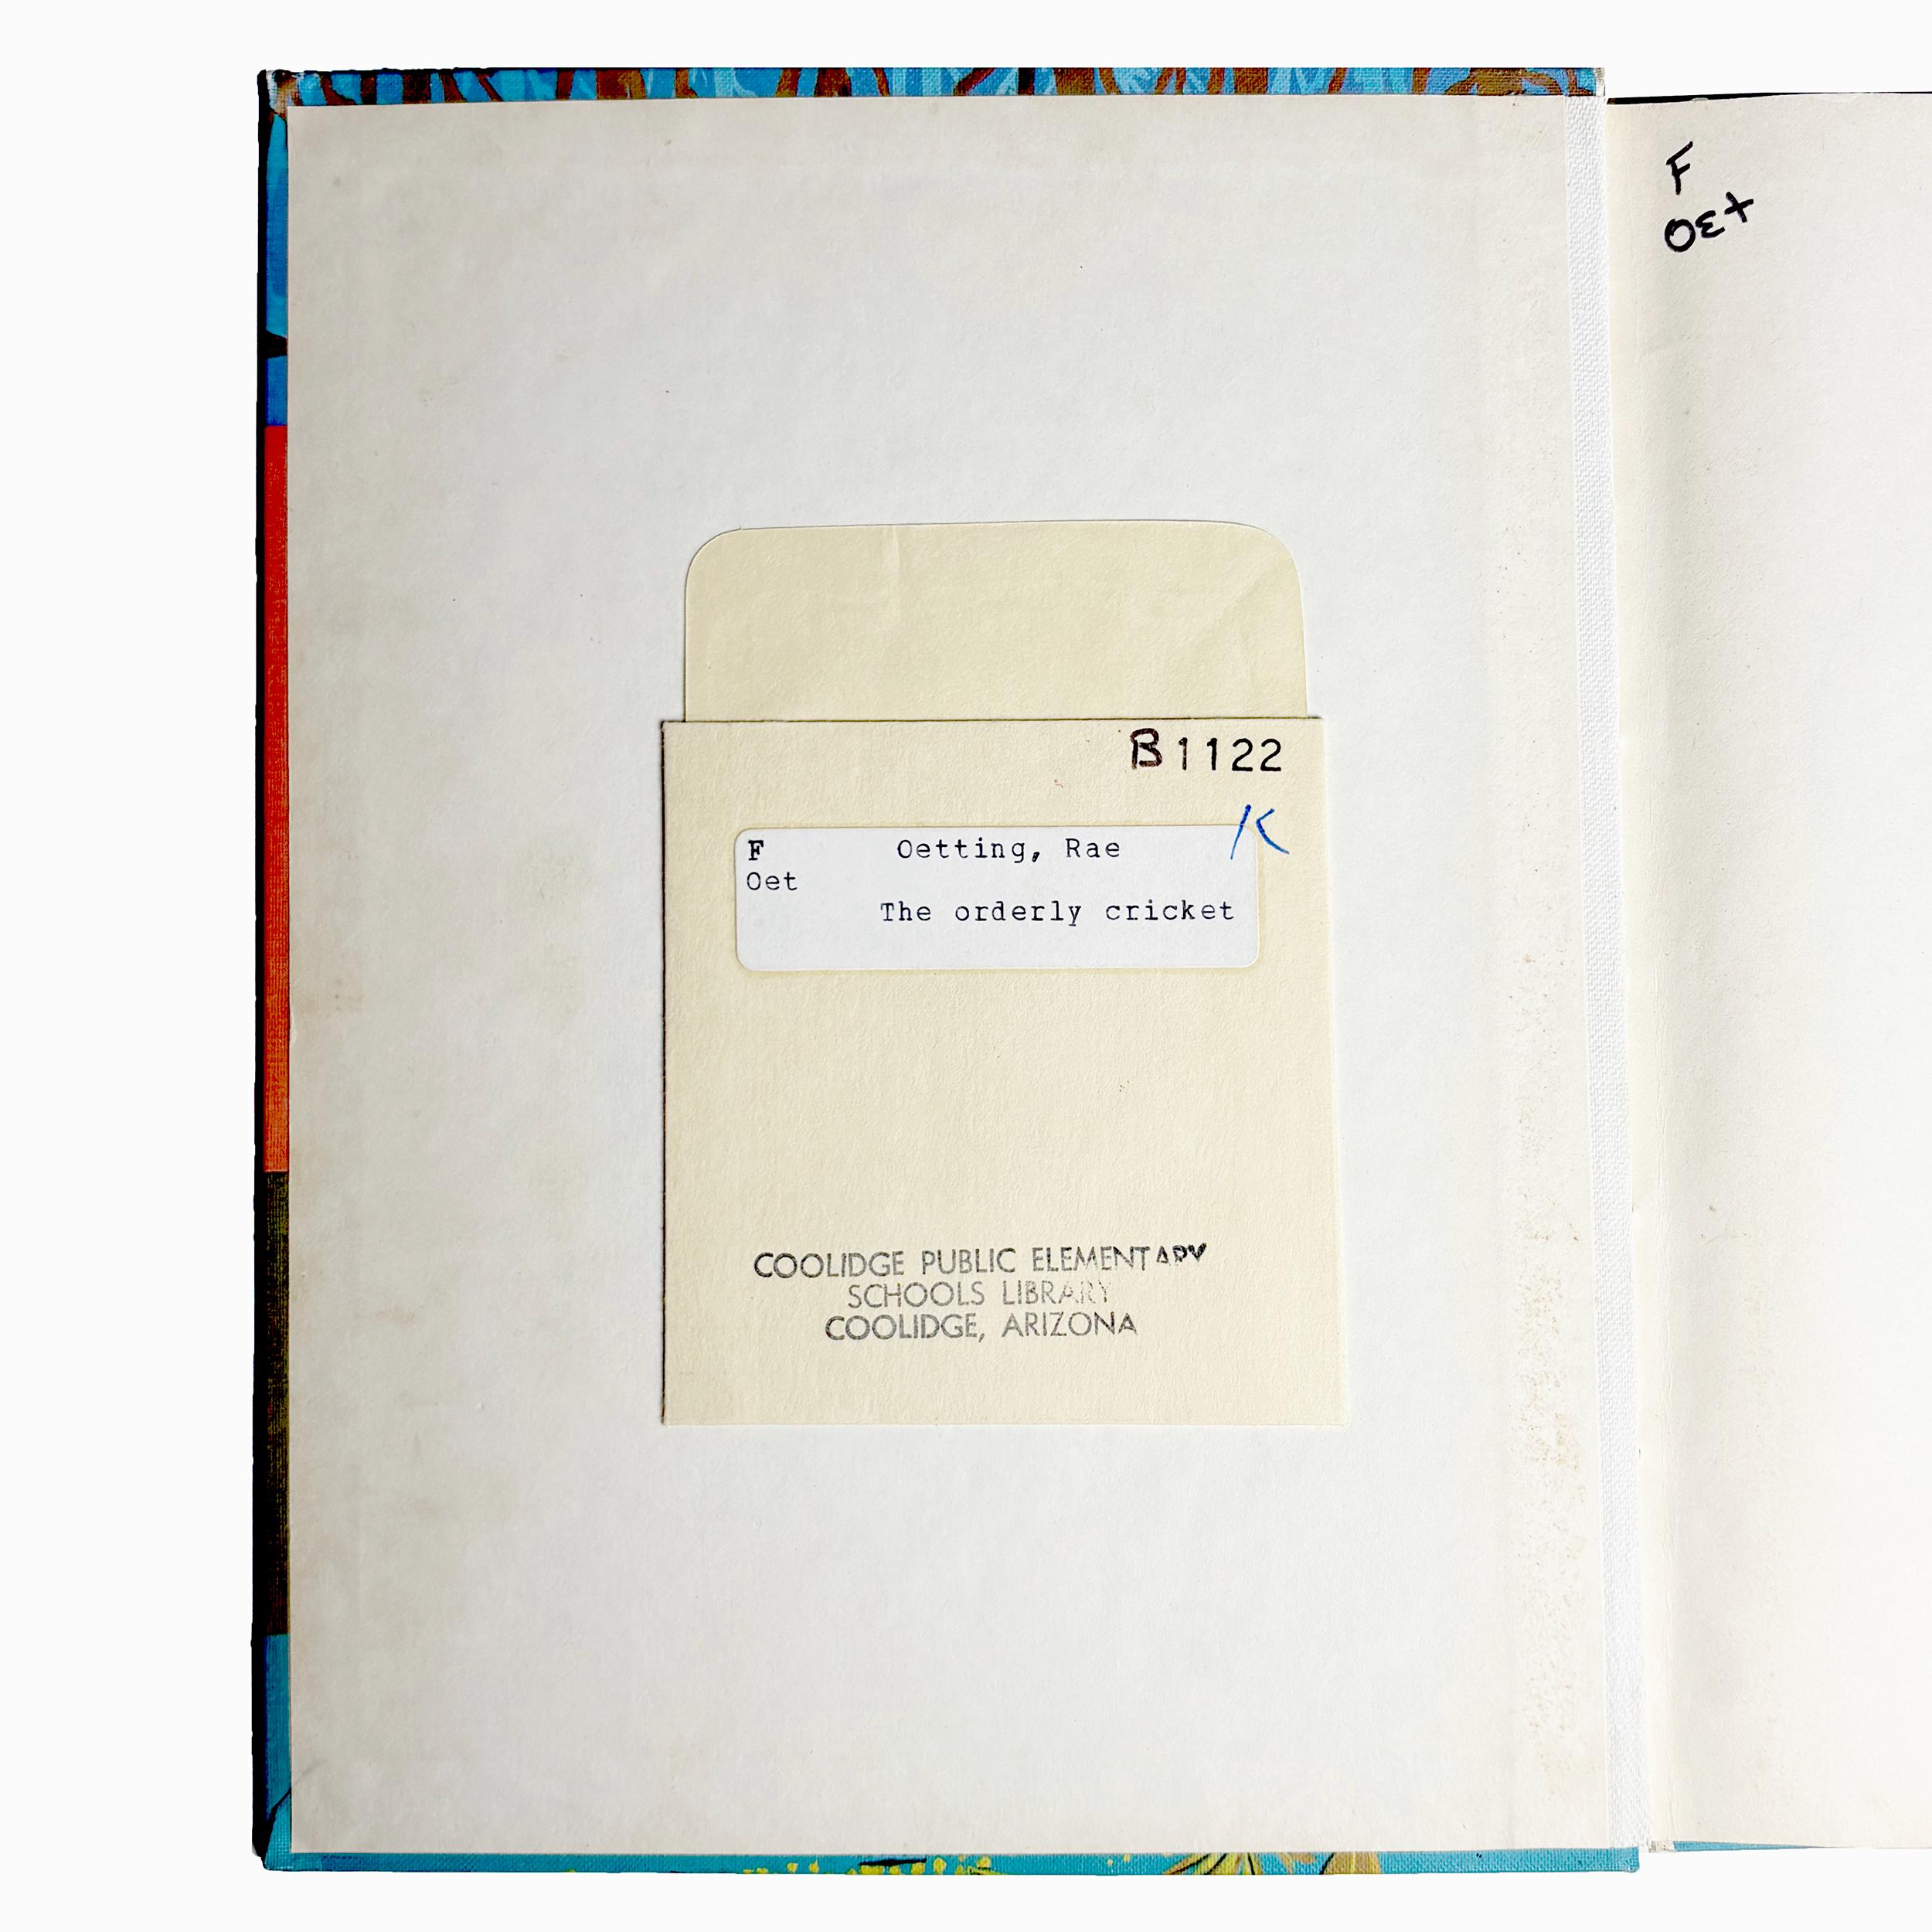 F
Oet
B1122
K
F Oetting, Rae
Oet
The orderly cricket
COOLIDGE PUBLIC ELEMENTARY
SCHOOLS LIBRARY
COOLIDGE, ARIZONA